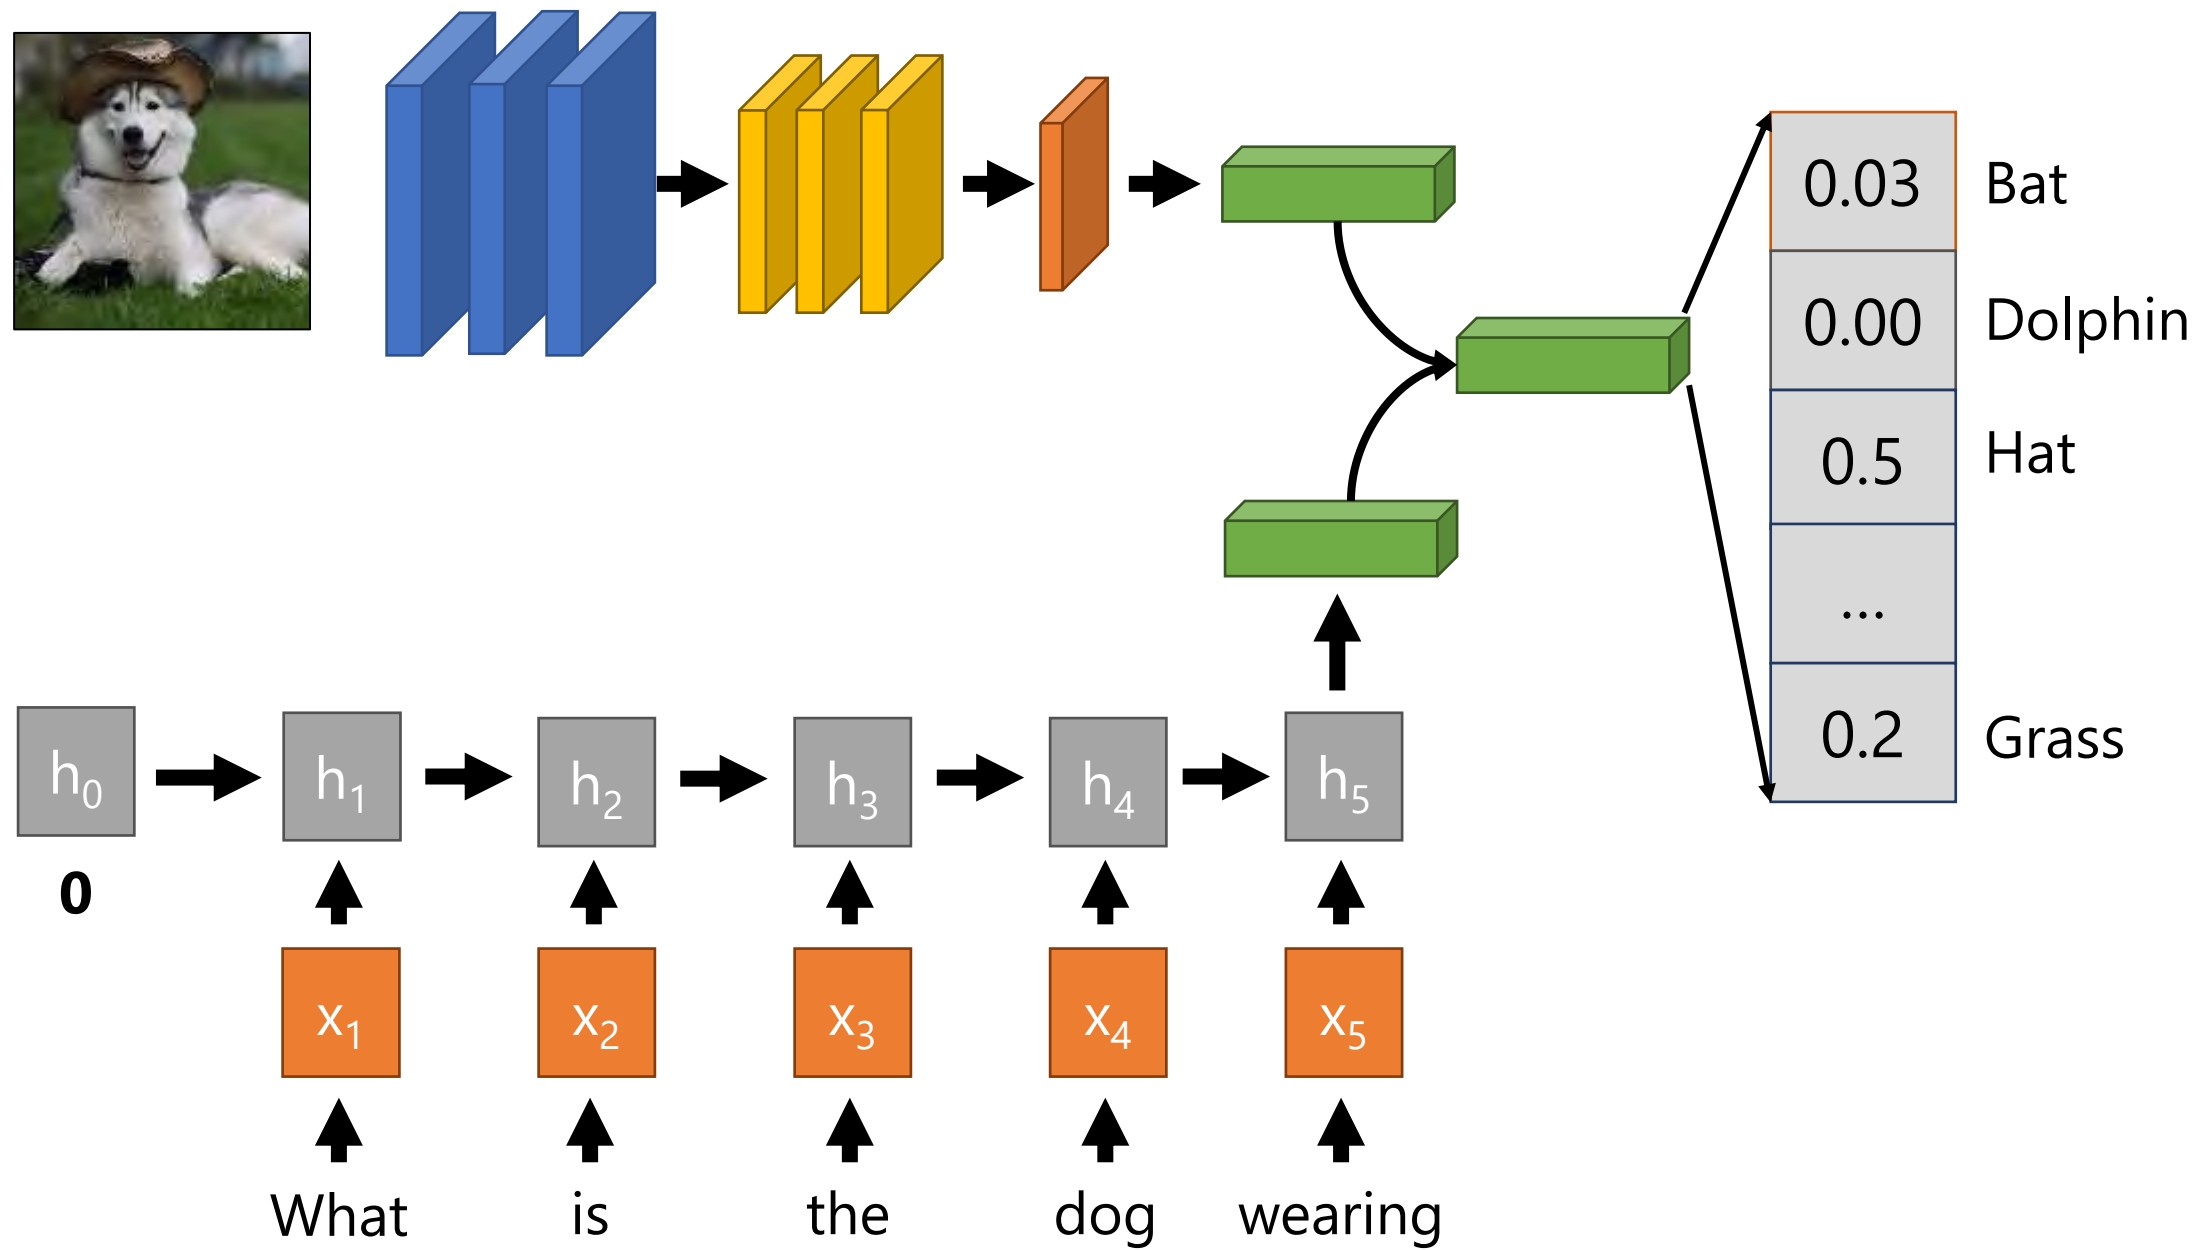 0.03 Bat
0.00 Dolphin
0.5 Hat
...
0.2 Grass
h0 h1 h2 h3 h4 h5
0
x1 x2 x3 x4 x5
What is the dog wearing